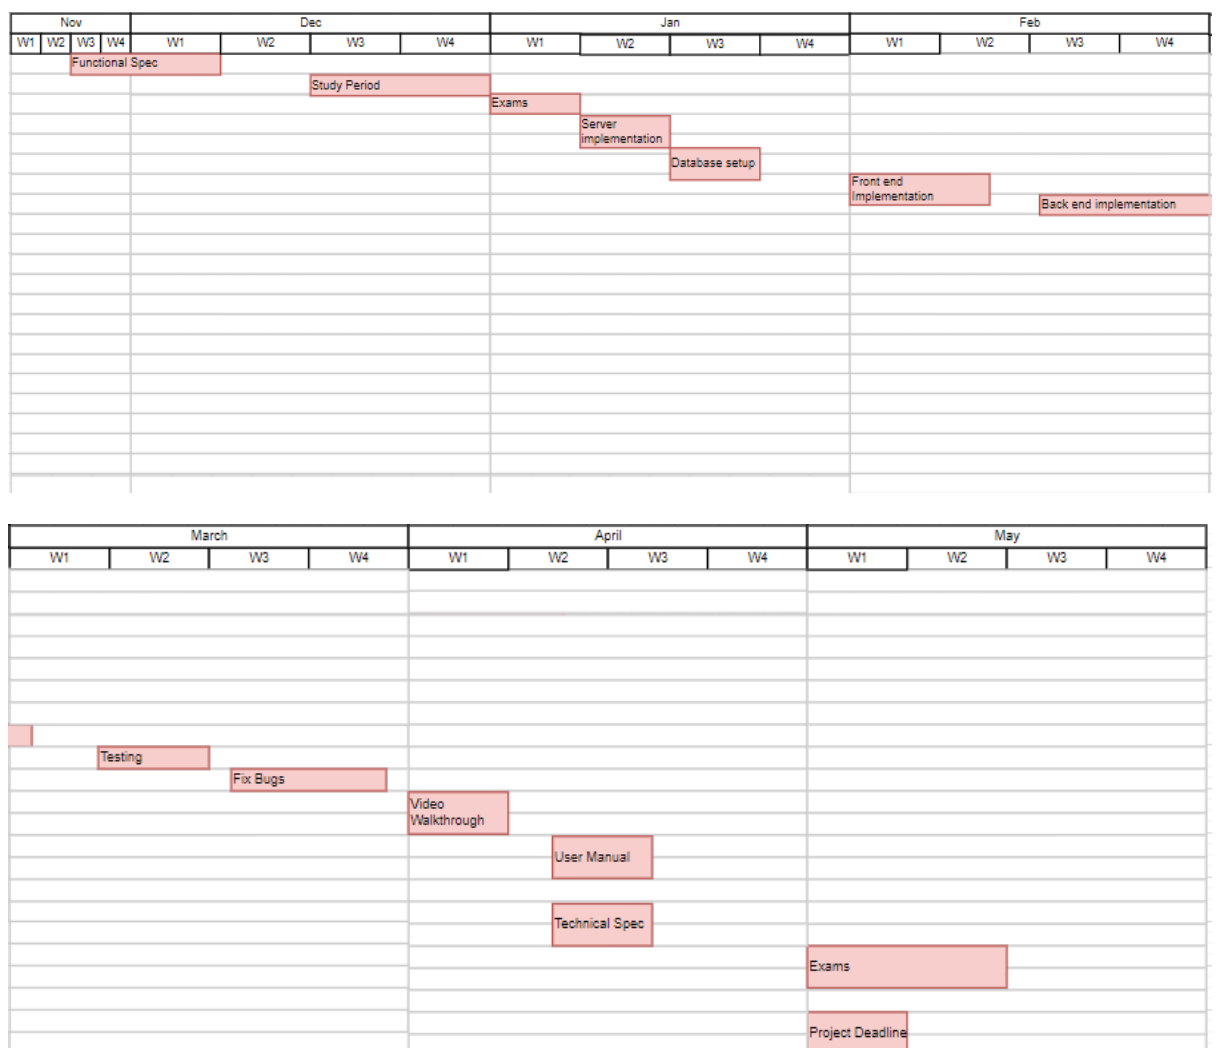 Nov Dec Jan Feb
W1 W2 W3 W4 W1 W2 W3 W4 W1 W2 W3 W4 W1 W2 W3 W4
Functional Spec
Study Period
Exams
Server
implementation
Database setup
Front end
Implementation
Back end implementation
March April May
W1 W2 W3 W4 W1 W2 W3 W4 W1 W2 W3 W4
Testing
Fix Bugs
Video
Walkthrough
User Manual
Technical Spec
Exams
Project Deadline